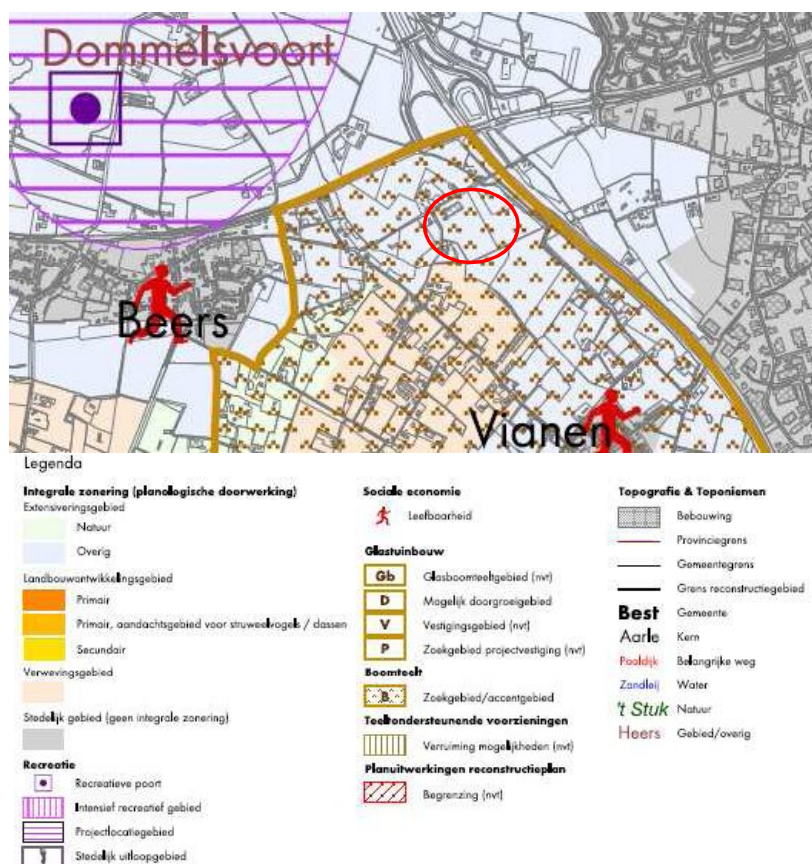 Dommelsvoort
Beers
Vianen
Legenda
Integrale zonering (planologische doorwerking)
Extensiveringsgebied
Natuur
Overig
Landbouwontwikkelingsgebied
Primair
Primair, aandachtsgebied voor struweelvogels / dassen
Secundair
Verwevingsgebied
Stedelijk gebied (geen integrale zonering)
Recreatie
Recreatieve poort
Intensief recreatief gebied
Projectlocatiegebied
Stedelijk uitloopgebied
Sociale economie
Leefbaarheid
Glastuinbouw
Gb Glasboomteeltgebied (nvt)
D Mogelijk doorgroeigebied
V Vestigingsgebied (nvt)
P Zoekgebied projectvestiging (nvt)
Boomteelt
B Zoekgebied/accentgebied
Teeltondersteunende voorzieningen
Verruiming mogelijkheden (nvt)
Planuitwerkingen reconstructieplan
Begrenzing (nvt)
Topografie & Toponiemen
Bebouwing
Provinciegrens
Gemeentegrens
Grens reconstructiegebied
Best Gemeente
Aarle Kern
Paaldijk Belangrijke weg
Zandleij Water
't Stuk Natuur
Heers Gebied/overig